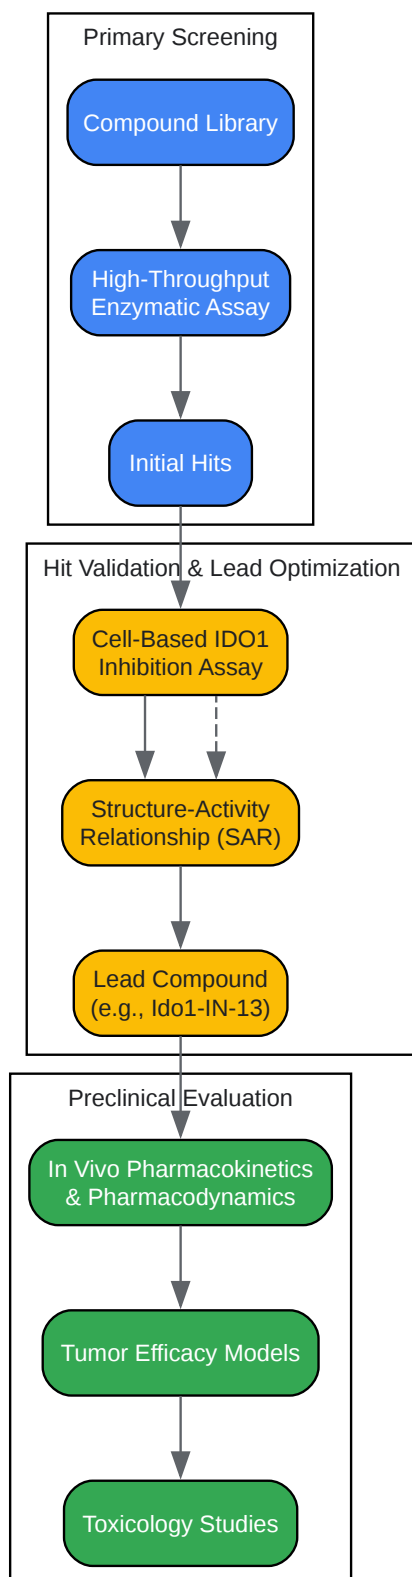 Primary Screening
Compound Library
High-Throughput
Enzymatic Assay
Initial Hits
Hit Validation & Lead Optimization
Cell-Based IDO1
Inhibition Assay
Structure-Activity
Relationship (SAR)
Lead Compound
(e.g., Ido1-IN-13)
Preclinical Evaluation
In Vivo Pharmacokinetics
& Pharmacodynamics
Tumor Efficacy Models
Toxicology Studies